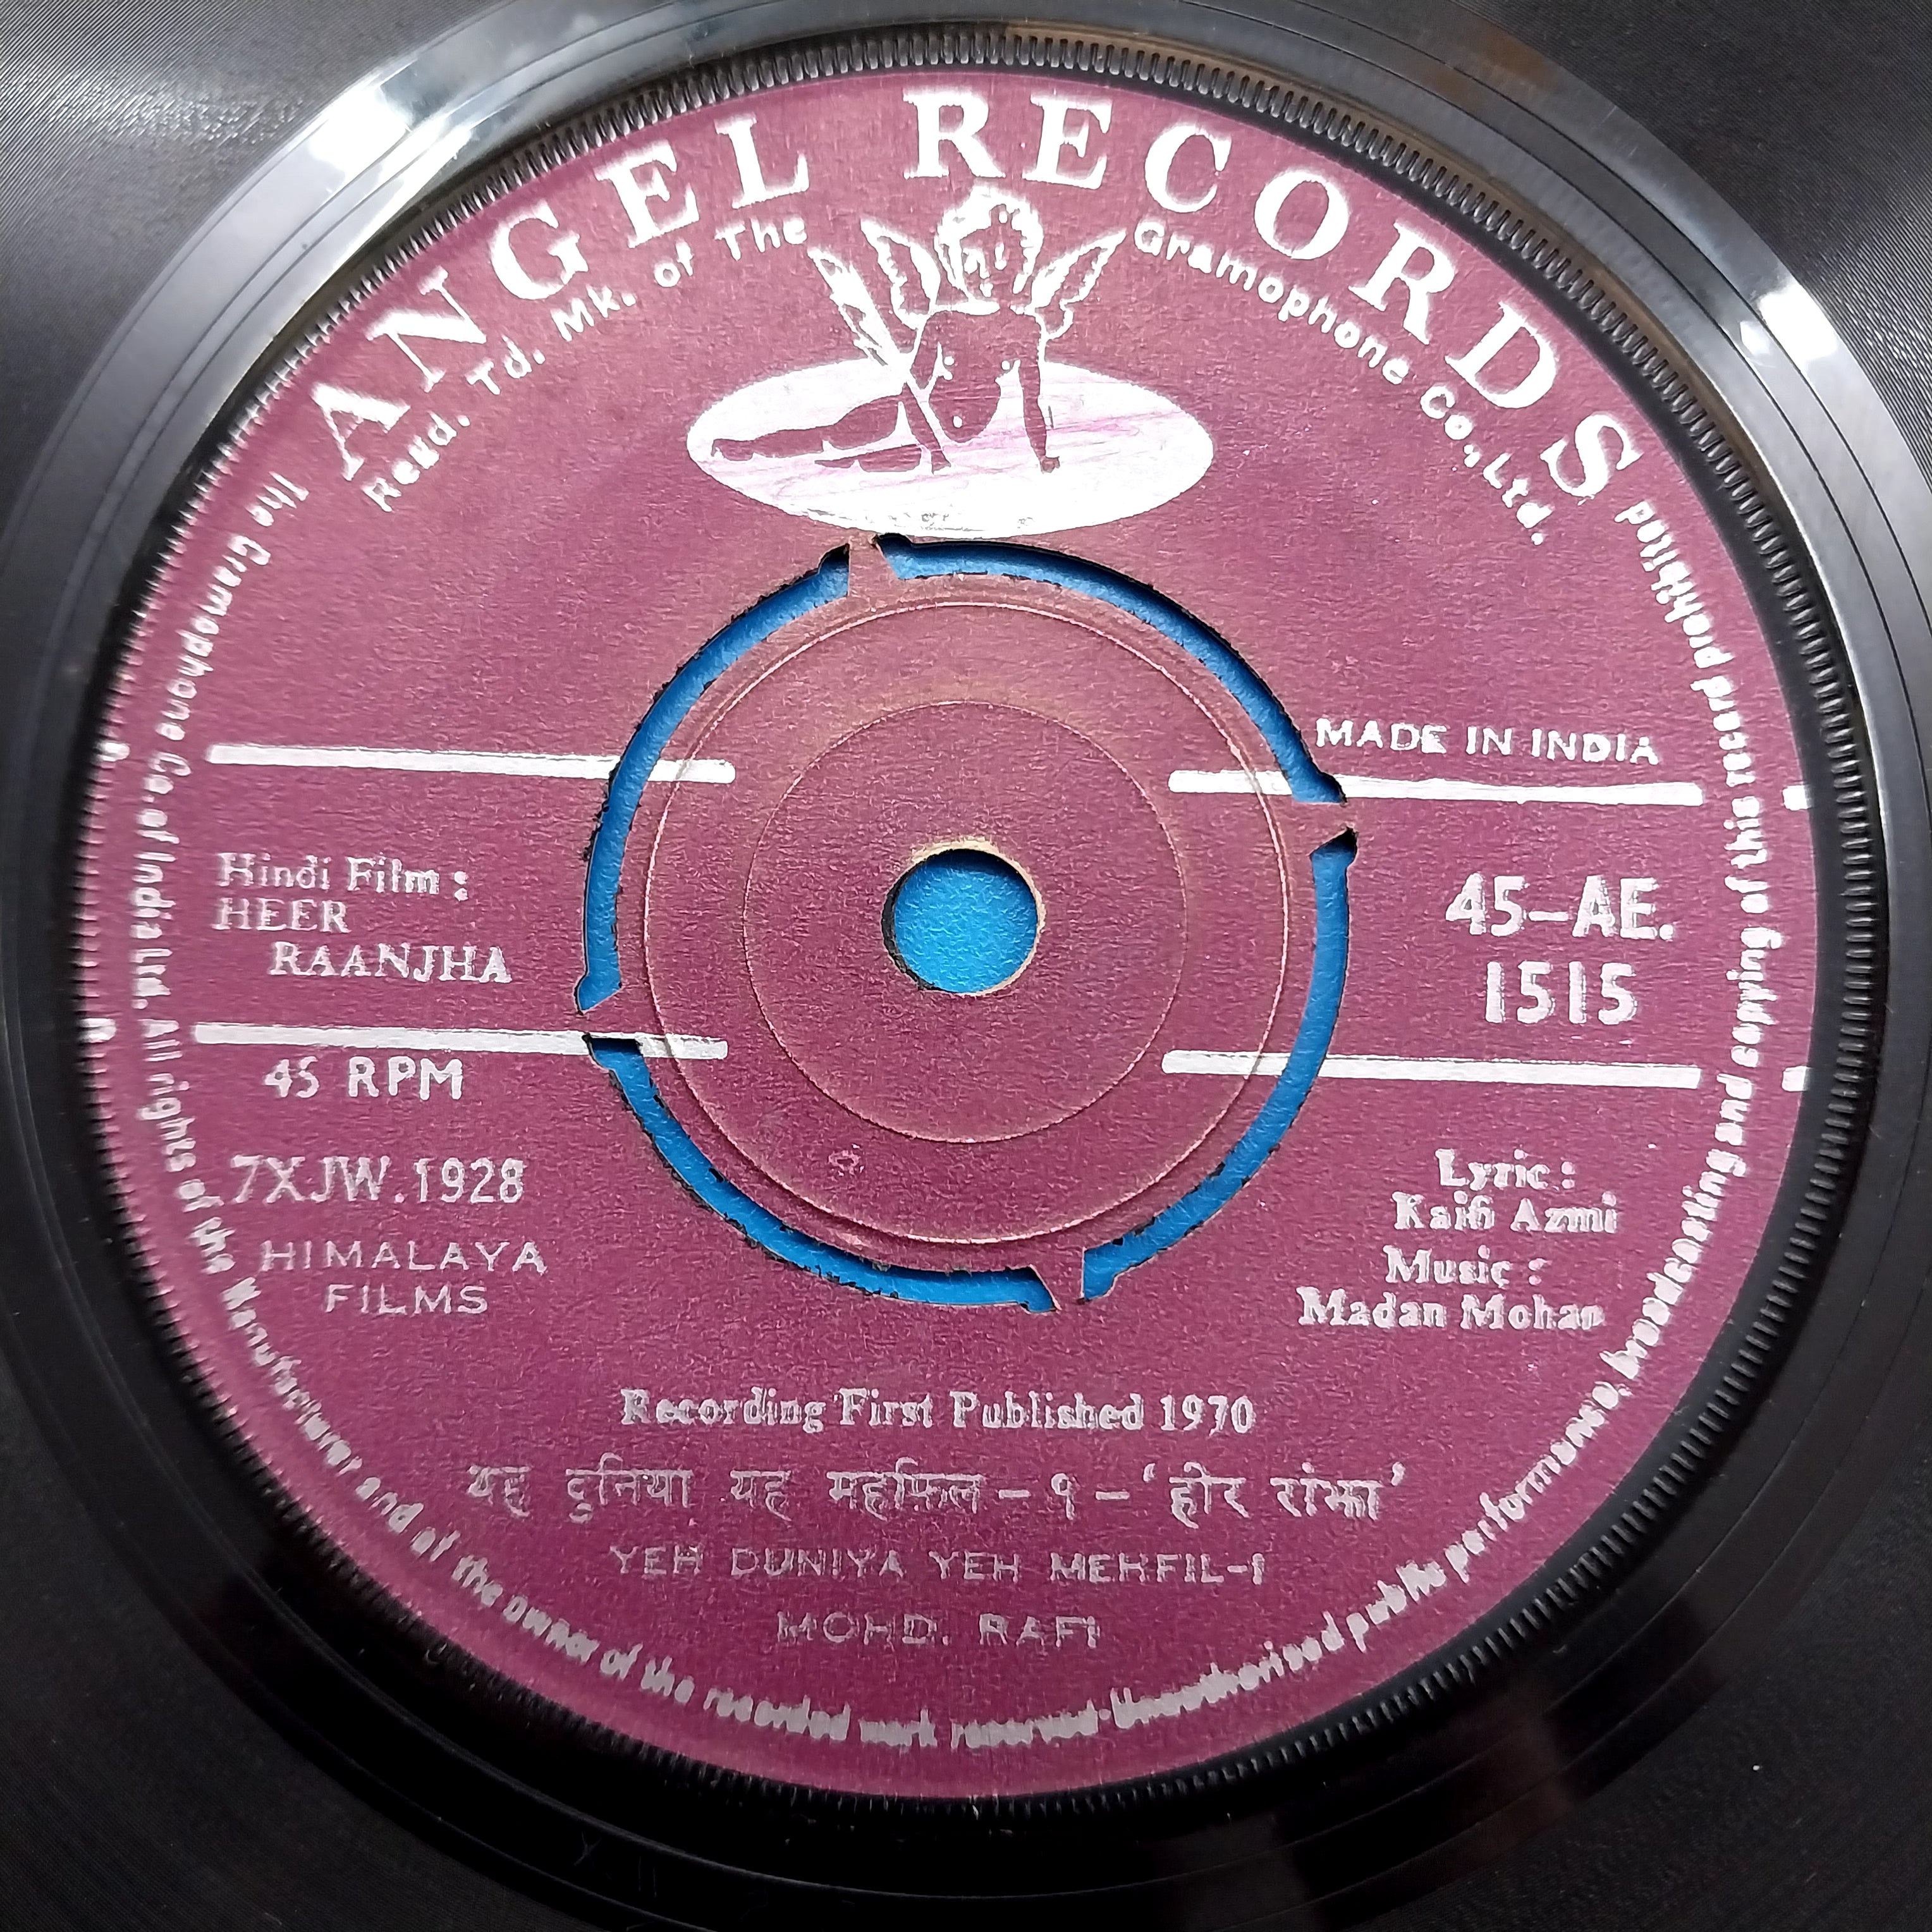 ANGEL RECORDS
Regd. Td. Mk. of The Gramophone Co., Ltd.
MADE IN INDIA
Hindi Film :
HEER
RAANJHA
45-AE.
1515
45 RPM
7XJW.1928
HIMALAYA
FILMS
Lyric :
Kaifi Azmi
Music :
Madan Mohan
Recording First Published 1970
यह दुनिया यह महफिल - १ - ‘हीर रांझा’
YEH DUNIYA YEH MEHFIL-I
MOHD. RAFI
The Gramophone Co. of India Ltd. All rights of the Manufacturer and of the owner of the recorded work reserved·Unauthorised public performance, broadcasting and copying of this record prohibited